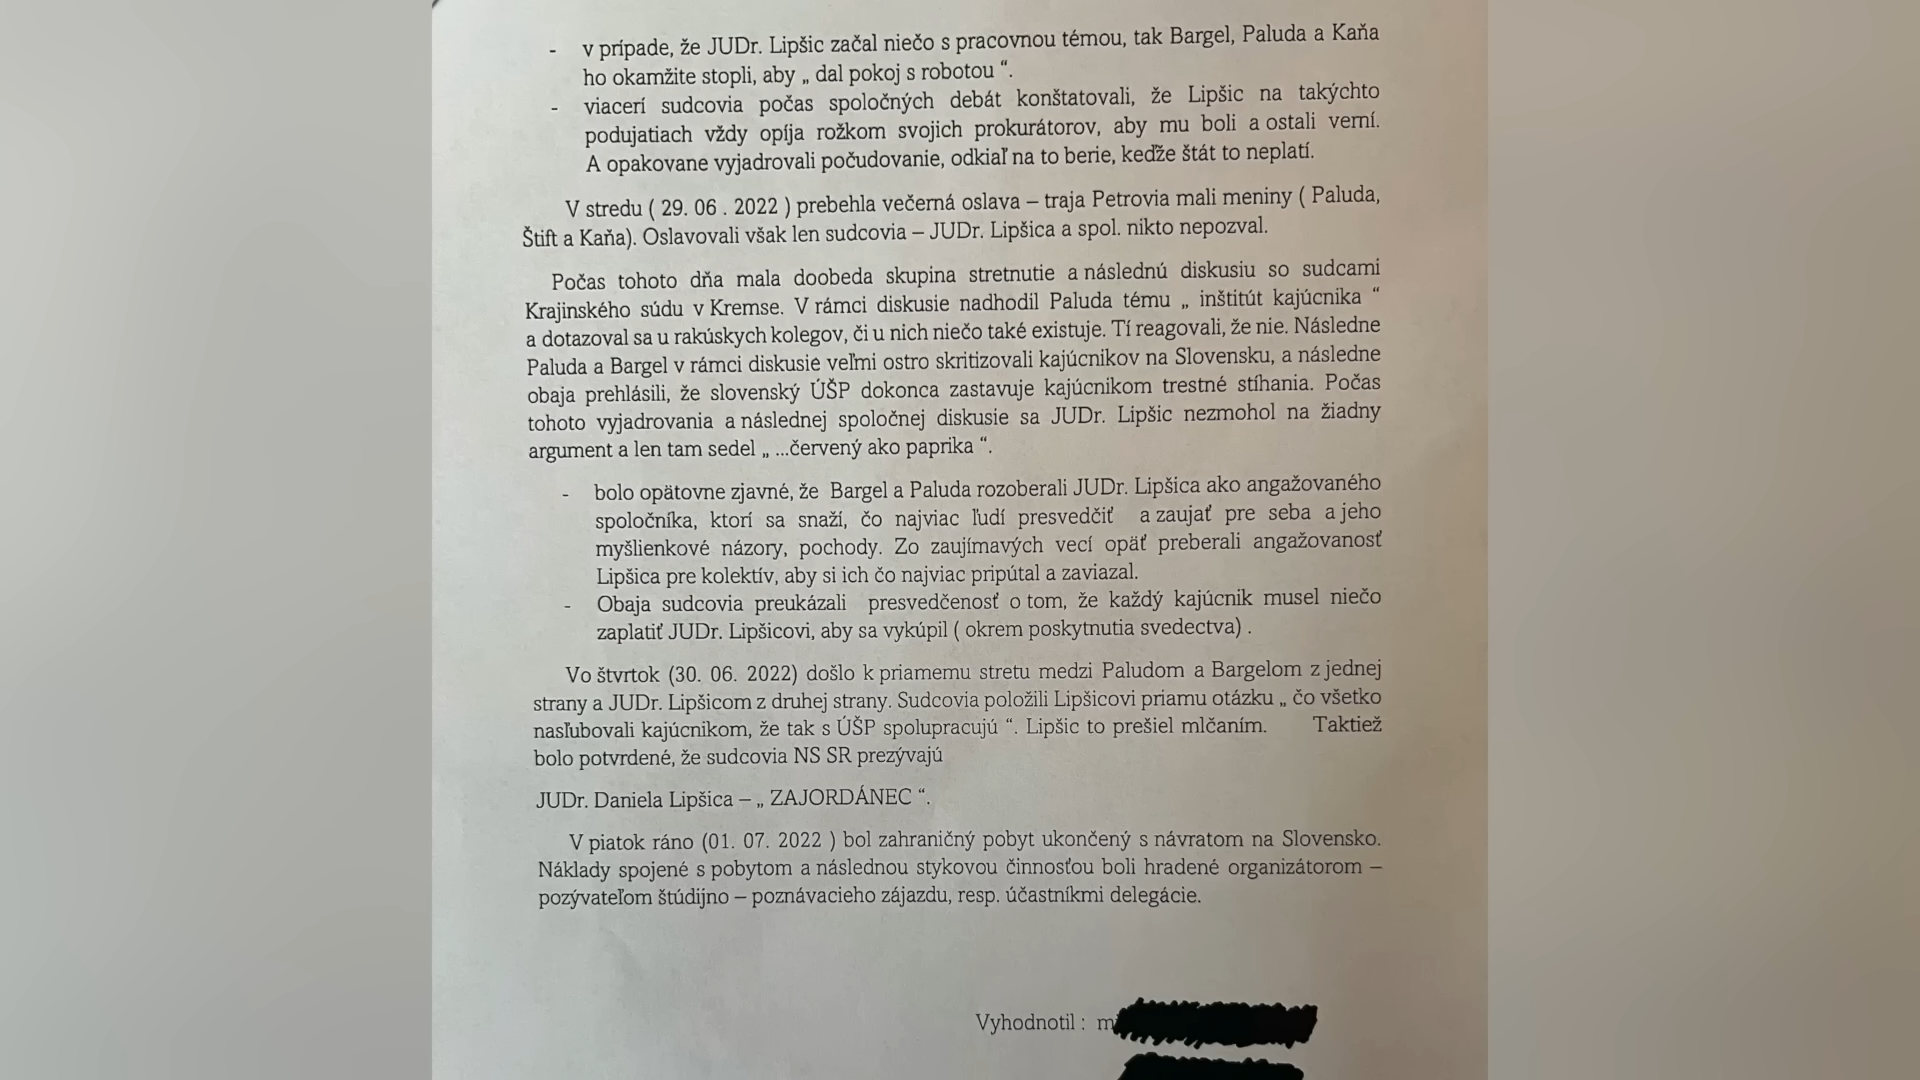 - v prípade, že JUDr. Lipšic začal niečo s pracovnou témou, tak Bargel, Paluda a Kaňa
ho okamžite stopli, aby „ dal pokoj s robotou “.
- viacerí sudcovia počas spoločných debát konštatovali, že Lipšic na takýchto
podujatiach vždy opíja rožkom svojich prokurátorov, aby mu boli a ostali verní.
A opakovane vyjadrovali počudovanie, odkiaľ na to berie, keďže štát to neplatí.
V stredu ( 29. 06 . 2022 ) prebehla večerná oslava – traja Petrovia mali meniny ( Paluda,
Štift a Kaňa). Oslavovali však len sudcovia – JUDr. Lipšica a spol. nikto nepozval.
Počas tohoto dňa mala doobeda skupina stretnutie a následnú diskusiu so sudcami
Krajinského súdu v Kremse. V rámci diskusie nadhodil Paluda tému „ inštitút kajúcnika “
a dotazoval sa u rakúskych kolegov, či u nich niečo také existuje. Tí reagovali, že nie. Následne
Paluda a Bargel v rámci diskusie veľmi ostro skritizovali kajúcnikov na Slovensku, a následne
obaja prehlásili, že slovenský ÚŠP dokonca zastavuje kajúcnikom trestné stíhania. Počas
tohoto vyjadrovania a následnej spoločnej diskusie sa JUDr. Lipšic nezmohol na žiadny
argument a len tam sedel „ ...červený ako paprika “.
- bolo opätovne zjavné, že Bargel a Paluda rozoberali JUDr. Lipšica ako angažovaného
spoločníka, ktorí sa snaží, čo najviac ľudí presvedčiť a zaujať pre seba a jeho
myšlienkové názory, pochody. Zo zaujímavých vecí opäť preberali angažovanosť
Lipšica pre kolektív, aby si ich čo najviac pripútal a zaviazal.
- Obaja sudcovia preukázali presvedčenosť o tom, že každý kajúcnik musel niečo
zaplatiť JUDr. Lipšicovi, aby sa vykúpil ( okrem poskytnutia svedectva) .
Vo štvrtok (30. 06. 2022) došlo k priamemu stretu medzi Paludom a Bargelom z jednej
strany a JUDr. Lipšicom z druhej strany. Sudcovia položili Lipšicovi priamu otázku „ čo všetko
nasľubovali kajúcnikom, že tak s ÚŠP spolupracujú “. Lipšic to prešiel mlčaním. Taktiež
bolo potvrdené, že sudcovia NS SR prezývajú
JUDr. Daniela Lipšica – „ ZAJORDÁNEC “.
V piatok ráno (01. 07. 2022 ) bol zahraničný pobyt ukončený s návratom na Slovensko.
Náklady spojené s pobytom a následnou stykovou činnosťou boli hradené organizátorom –
pozývateľom štúdijno – poznávacieho zájazdu, resp. účastníkmi delegácie.
Vyhodnotil : m